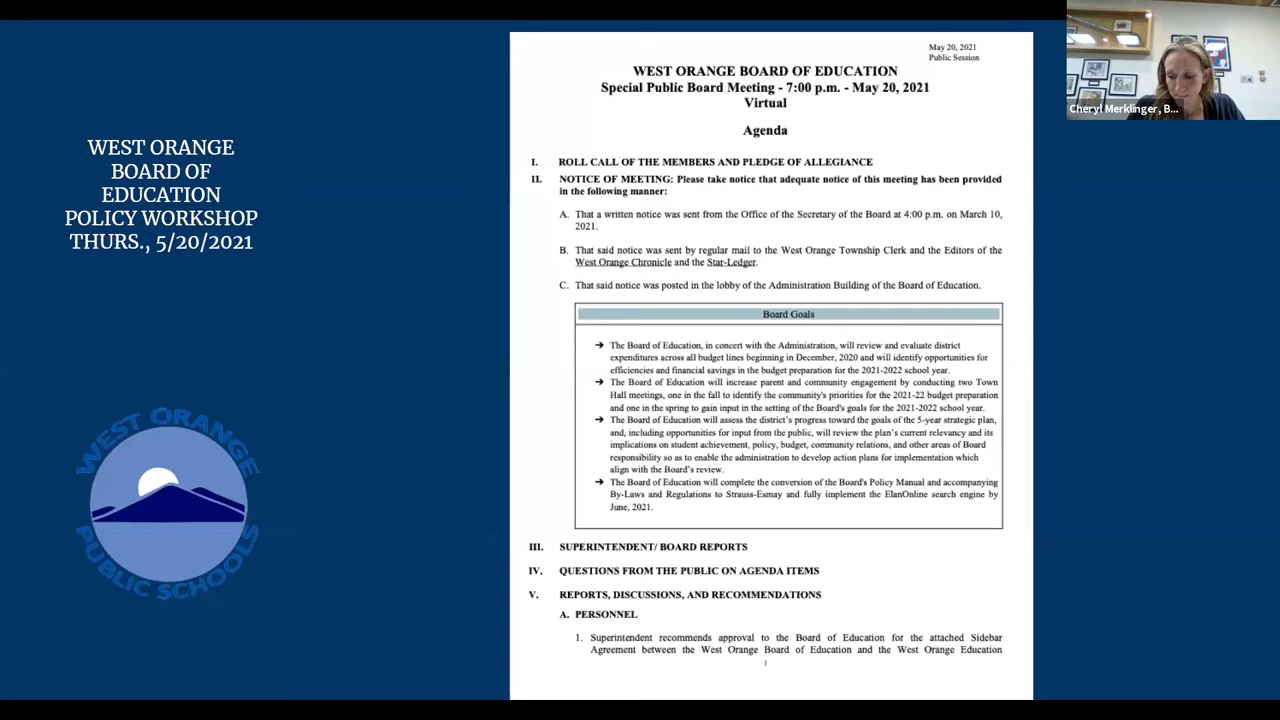 WEST ORANGE
BOARD OF
EDUCATION
POLICY WORKSHOP
THURS., 5/20/2021
WEST ORANGE
PUBLIC SCHOOLS
May 20, 2021
Public Session
WEST ORANGE BOARD OF EDUCATION
Special Public Board Meeting - 7:00 p.m. - May 20, 2021
Virtual
Agenda
I. ROLL CALL OF THE MEMBERS AND PLEDGE OF ALLEGIANCE
II. NOTICE OF MEETING: Please take notice that adequate notice of this meeting has been provided
in the following manner:
A. That a written notice was sent from the Office of the Secretary of the Board at 4:00 p.m. on March 10,
2021.
B. That said notice was sent by regular mail to the West Orange Township Clerk and the Editors of the
West Orange Chronicle and the Star-Ledger.
C. That said notice was posted in the lobby of the Administration Building of the Board of Education.
Board Goals
➔ The Board of Education, in concert with the Administration, will review and evaluate district
expenditures across all budget lines beginning in December, 2020 and will identify opportunities for
efficiencies and financial savings in the budget preparation for the 2021-2022 school year.
➔ The Board of Education will increase parent and community engagement by conducting two Town
Hall meetings, one in the fall to identify the community's priorities for the 2021-22 budget preparation
and one in the spring to gain input in the setting of the Board's goals for the 2021-2022 school year.
➔ The Board of Education will assess the district's progress toward the goals of the 5-year strategic plan,
and, including opportunities for input from the public, will review the plan's current relevancy and its
implications on student achievement, policy, budget, community relations, and other areas of Board
responsibility so as to enable the administration to develop action plans for implementation which
align with the Board's review.
➔ The Board of Education will complete the conversion of the Board's Policy Manual and accompanying
By-Laws and Regulations to Strauss-Esmay and fully implement the ElanOnline search engine by
June, 2021.
III. SUPERINTENDENT/ BOARD REPORTS
IV. QUESTIONS FROM THE PUBLIC ON AGENDA ITEMS
V. REPORTS, DISCUSSIONS, AND RECOMMENDATIONS
A. PERSONNEL
1. Superintendent recommends approval to the Board of Education for the attached Sidebar
Agreement between the West Orange Board of Education and the West Orange Education
1
Cheryl Merklinger, B...